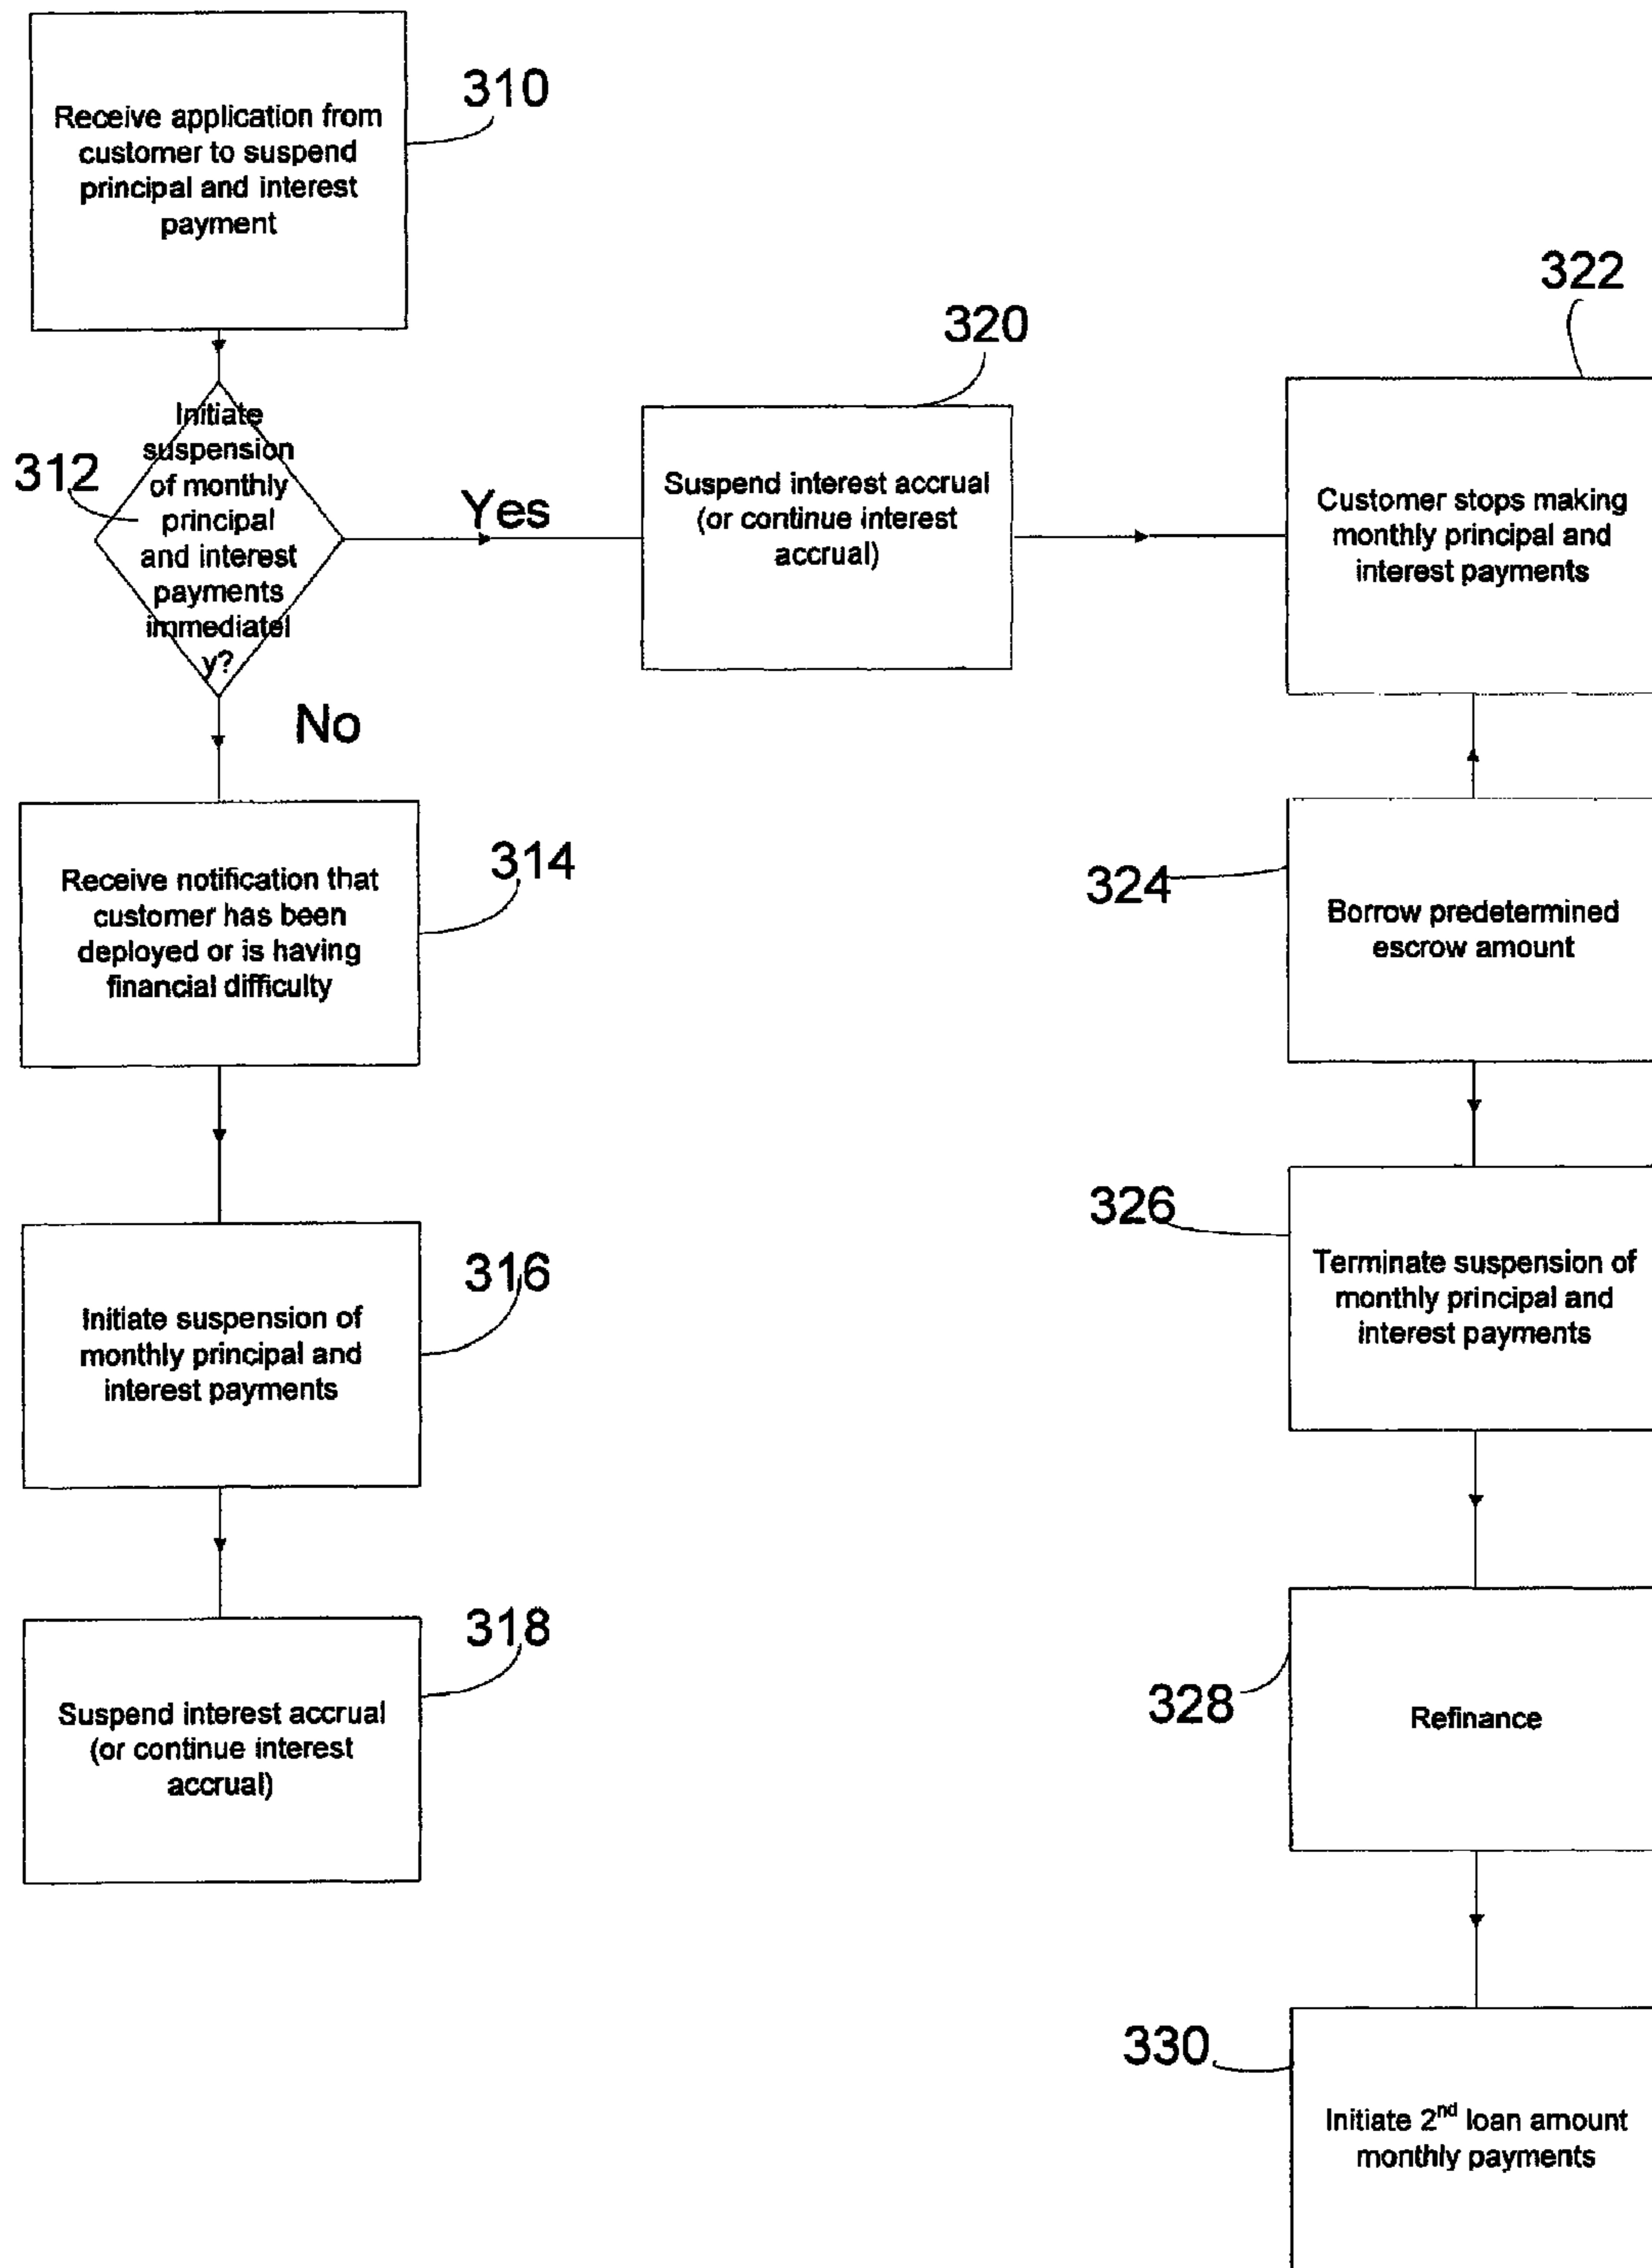 310
Receive application from
customer to suspend
principal and interest
payment
312
Initiate
suspension
of monthly
principal
and interest
payments
immediatel
y?
Yes
No
320
Suspend interest accrual
(or continue interest
accrual)
322
Customer stops making
monthly principal and
interest payments
314
Receive notification that
customer has been
deployed or is having
financial difficulty
324
Borrow predetermined
escrow amount
316
Initiate suspension of
monthly principal and
interest payments
326
Terminate suspension of
monthly principal and
interest payments
318
Suspend interest accrual
(or continue interest
accrual)
328
Refinance
330
Initiate 2nd loan amount
monthly payments